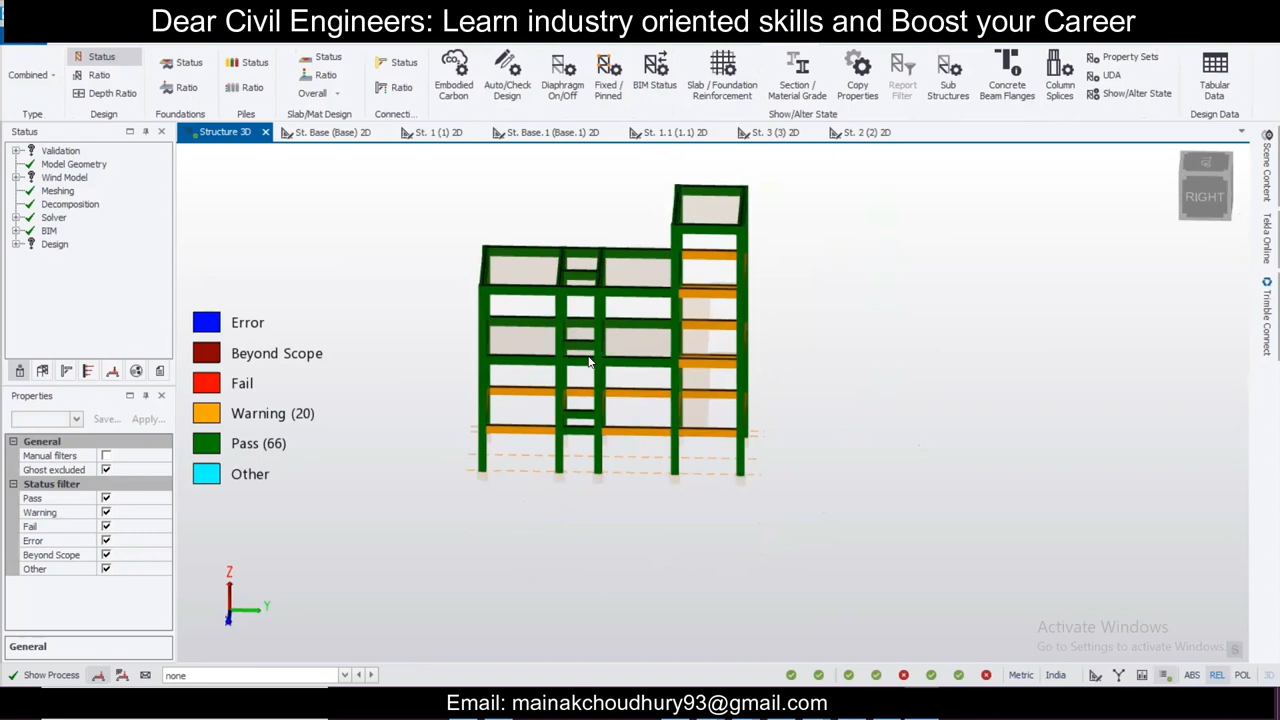 Dear Civil Engineers: Learn industry oriented skills and Boost your Career
Combined
Type
Status
Ratio
Depth Ratio
Design
Status
Ratio
Foundations
Status
Ratio
Piles
Status
Ratio
Overall
Slab/Mat Design
Status
Ratio
Connecti...
Embodied
Carbon
Auto/Check
Design
Diaphragm
On/Off
Fixed /
Pinned
BIM Status
Slab / Foundation
Reinforcement
Section /
Material Grade
Copy
Properties
Report
Filter
Sub
Structures
Concrete
Beam Flanges
Column
Splices
Property Sets
UDA
Show/Alter State
Show/Alter State
Tabular
Data
Design Data
Status
Structure 3D
St. Base (Base) 2D
St. 1 (1) 2D
St. Base.1 (Base.1) 2D
St. 1.1 (1.1) 2D
St. 3 (3) 2D
St. 2 (2) 2D
Validation
Model Geometry
Wind Model
Meshing
Decomposition
Solver
BIM
Design
RIGHT
Scene Content
Tekla Online
Trimble Connect
Error
Beyond Scope
Fail
Warning (20)
Pass (66)
Other
Properties
Save...
Apply...
General
Manual filters
Ghost excluded
Status filter
Pass
Warning
Fail
Error
Beyond Scope
Other
General
Z
Y
Activate Windows
Go to Settings to activate Windows.
S
Show Process
none
Metric
India
ABS
REL
POL
3D
Email: mainakchoudhury93@gmail.com